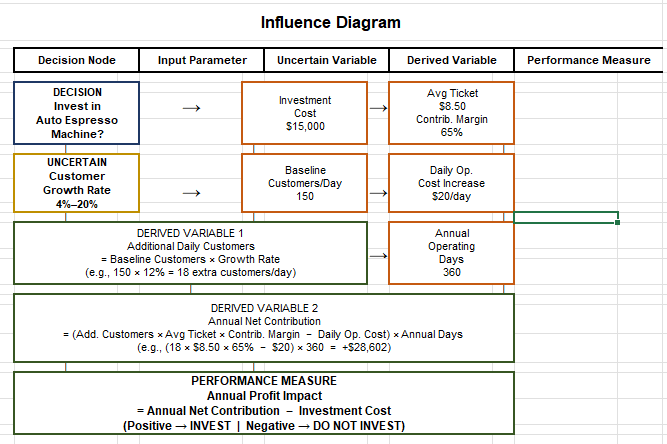 Influence Diagram
Decision Node Input Parameter Uncertain Variable Derived Variable Performance Measure
DECISION
Invest in
Auto Espresso
Machine?
→
Investment
Cost
$15,000
→
Avg Ticket
$8.50
Contrib. Margin
65%
UNCERTAIN
Customer
Growth Rate
4%–20%
→
Baseline
Customers/Day
150
→
Daily Op.
Cost Increase
$20/day
DERIVED VARIABLE 1
Additional Daily Customers
= Baseline Customers × Growth Rate
(e.g., 150 × 12% = 18 extra customers/day)
→
Annual
Operating
Days
360
DERIVED VARIABLE 2
Annual Net Contribution
= (Add. Customers × Avg Ticket × Contrib. Margin − Daily Op. Cost) × Annual Days
(e.g., (18 × $8.50 × 65% − $20) × 360 = +$28,602)
PERFORMANCE MEASURE
Annual Profit Impact
= Annual Net Contribution − Investment Cost
(Positive → INVEST | Negative → DO NOT INVEST)